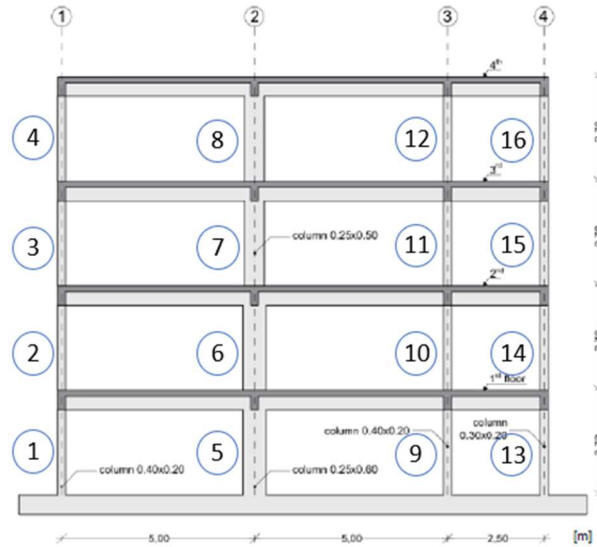 1 2 3 4
4th
4 8 12 16
3rd
3 7 column 0.25x0.50 11 15
2nd
2 6 10 14
1st floor
column 0.40x0.20 column
0.30x0.20
1 column 0.40x0.20 5 column 0.25x0.60 9 13
5,00 5,00 2,50 [m]